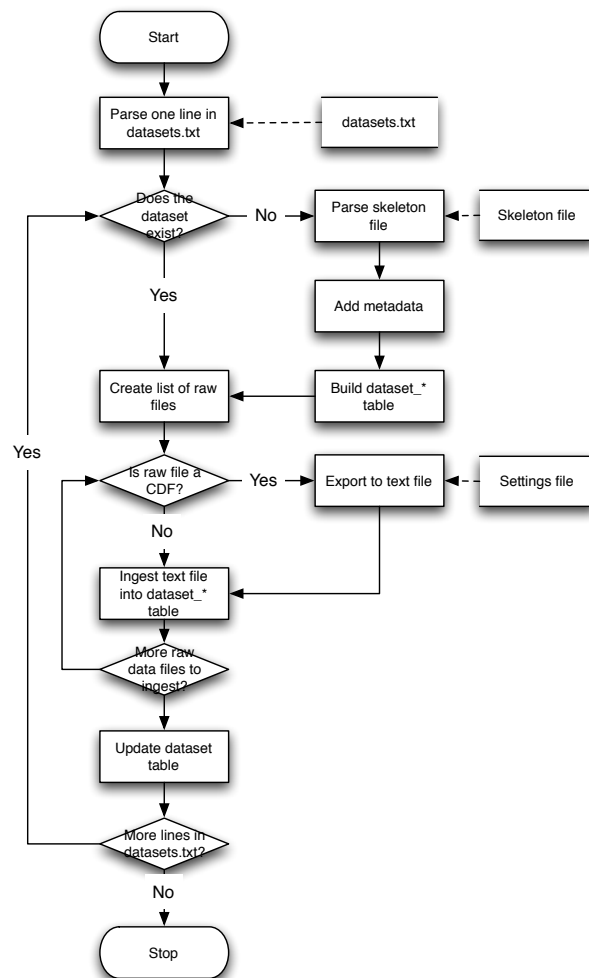 Start
Parse one line in
datasets.txt
datasets.txt
Does the
dataset
exist?
No
Parse skeleton
file
Skeleton file
Yes
Add metadata
Create list of raw
files
Build dataset_*
table
Yes
Is raw file a
CDF?
Yes
Export to text file
Settings file
No
Ingest text file
into dataset_*
table
More raw
data files to
ingest?
Update dataset
table
More lines in
datasets.txt?
No
Stop